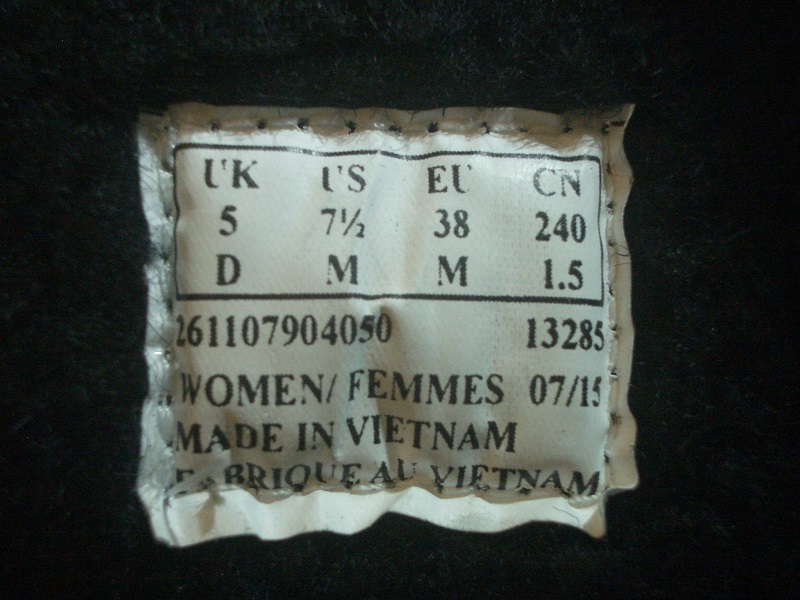 UK US EU CN
5 7½ 38 240
D M M 1.5
261107904050 13285
WOMEN/ FEMMES 07/15
MADE IN VIETNAM
FABRIQUE AU VIETNAM